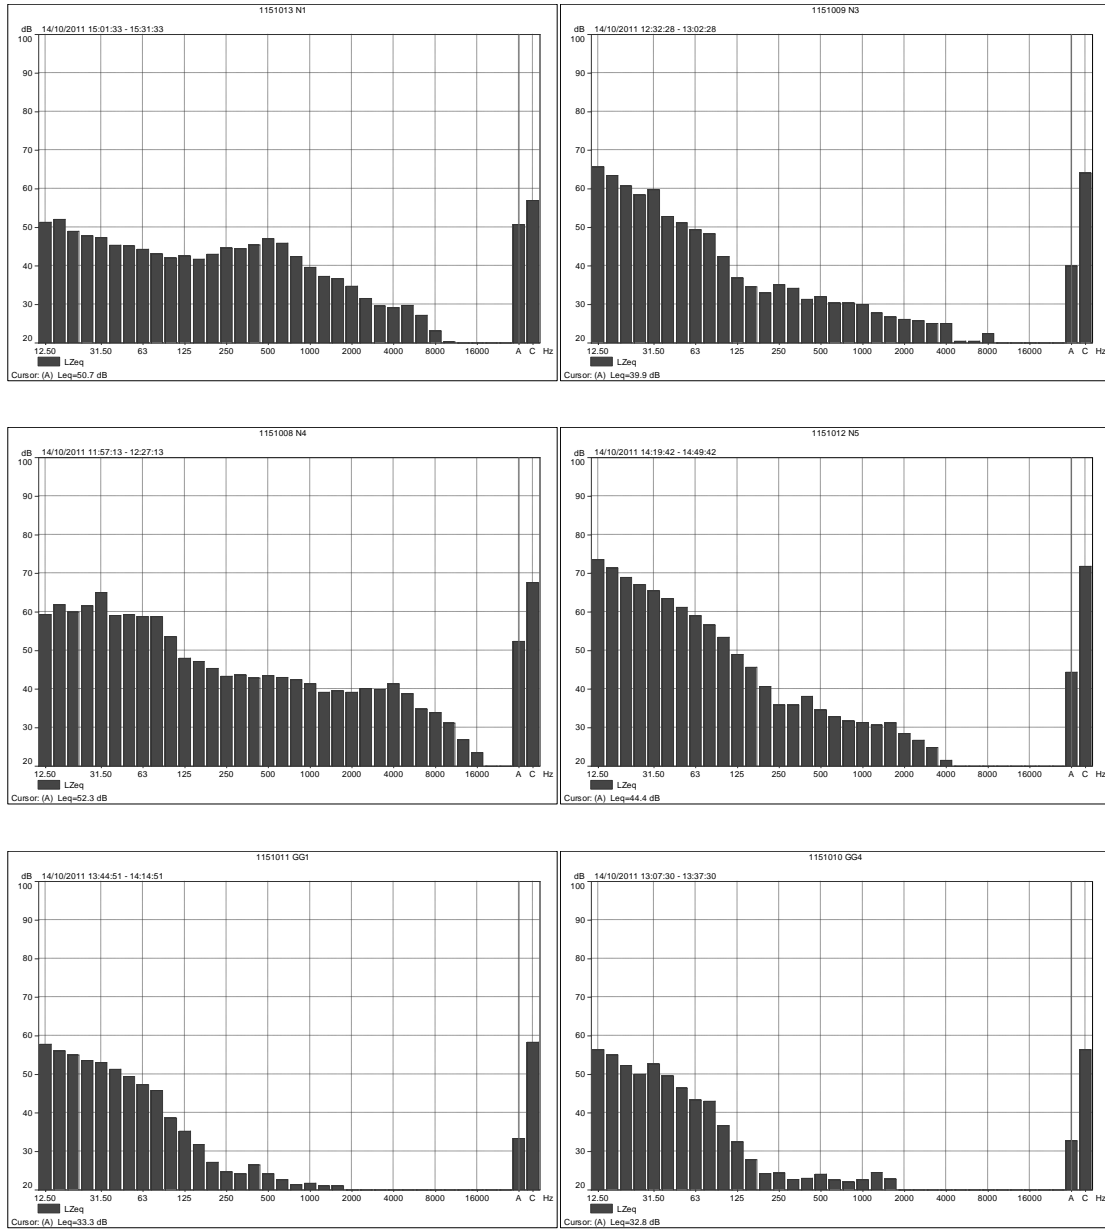 1151013 N1
dB 14/10/2011 15:01:33 - 15:31:33
100
90
80
70
60
50
40
30
20
12.50 31.50 63 125 250 500 1000 2000 4000 8000 16000 A C Hz
LZeq
Cursor: (A) Leq=50.7 dB
1151009 N3
dB 14/10/2011 12:32:28 - 13:02:28
100
90
80
70
60
50
40
30
20
12.50 31.50 63 125 250 500 1000 2000 4000 8000 16000 A C Hz
LZeq
Cursor: (A) Leq=39.9 dB
1151008 N4
dB 14/10/2011 11:57:13 - 12:27:13
100
90
80
70
60
50
40
30
20
12.50 31.50 63 125 250 500 1000 2000 4000 8000 16000 A C Hz
LZeq
Cursor: (A) Leq=52.3 dB
1151012 N5
dB 14/10/2011 14:19:42 - 14:49:42
100
90
80
70
60
50
40
30
20
12.50 31.50 63 125 250 500 1000 2000 4000 8000 16000 A C Hz
LZeq
Cursor: (A) Leq=44.4 dB
1151011 GG1
dB 14/10/2011 13:44:51 - 14:14:51
100
90
80
70
60
50
40
30
20
12.50 31.50 63 125 250 500 1000 2000 4000 8000 16000 A C Hz
LZeq
Cursor: (A) Leq=33.3 dB
1151010 GG4
dB 14/10/2011 13:07:30 - 13:37:30
100
90
80
70
60
50
40
30
20
12.50 31.50 63 125 250 500 1000 2000 4000 8000 16000 A C Hz
LZeq
Cursor: (A) Leq=32.8 dB